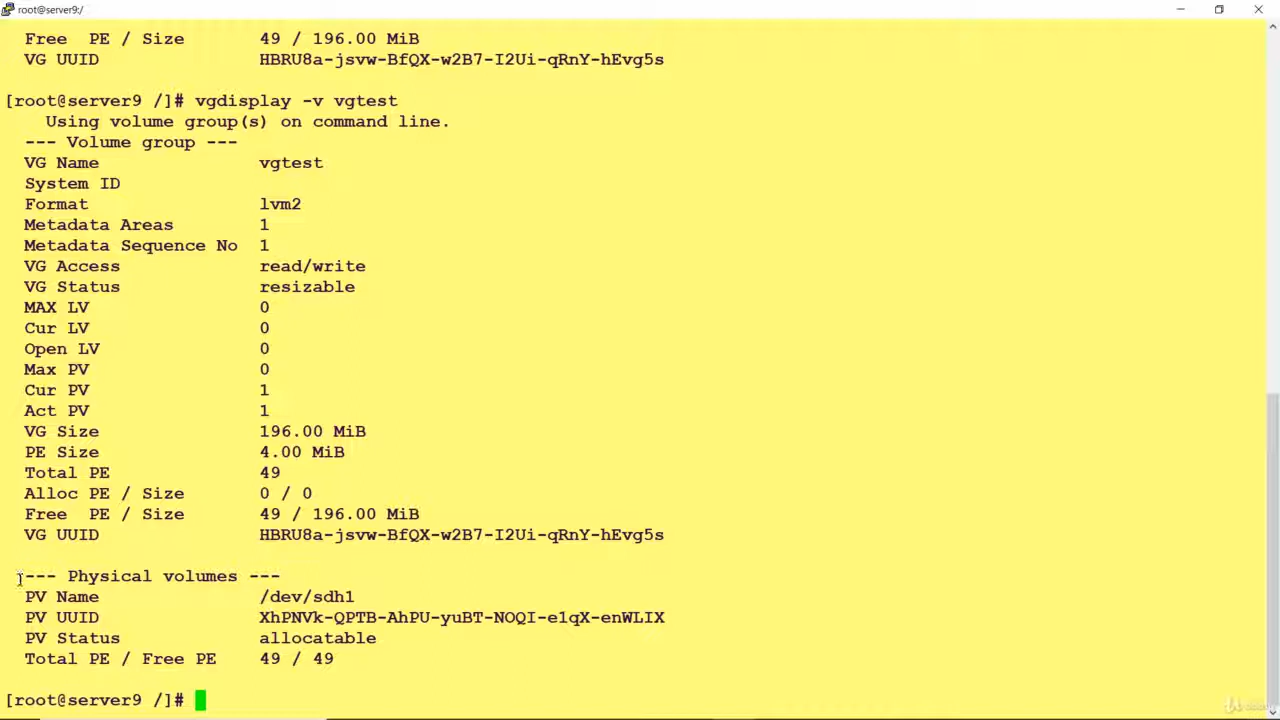 root@server9:/
Free  PE / Size       49 / 196.00 MiB
VG UUID               HBRU8a-jsvw-BfQX-w2B7-I2Ui-qRnY-hEvg5s
[root@server9 /]# vgdisplay -v vgtest
Using volume group(s) on command line.
--- Volume group ---
VG Name               vgtest
System ID
Format                lvm2
Metadata Areas        1
Metadata Sequence No  1
VG Access             read/write
VG Status             resizable
MAX LV                0
Cur LV                0
Open LV               0
Max PV                0
Cur PV                1
Act PV                1
VG Size               196.00 MiB
PE Size               4.00 MiB
Total PE              49
Alloc PE / Size       0 / 0
Free  PE / Size       49 / 196.00 MiB
VG UUID               HBRU8a-jsvw-BfQX-w2B7-I2Ui-qRnY-hEvg5s
--- Physical volumes ---
PV Name               /dev/sdh1
PV UUID               XhPNVk-QPTB-AhPU-yuBT-NOQI-e1qX-enWLIX
PV Status             allocatable
Total PE / Free PE    49 / 49
[root@server9 /]#